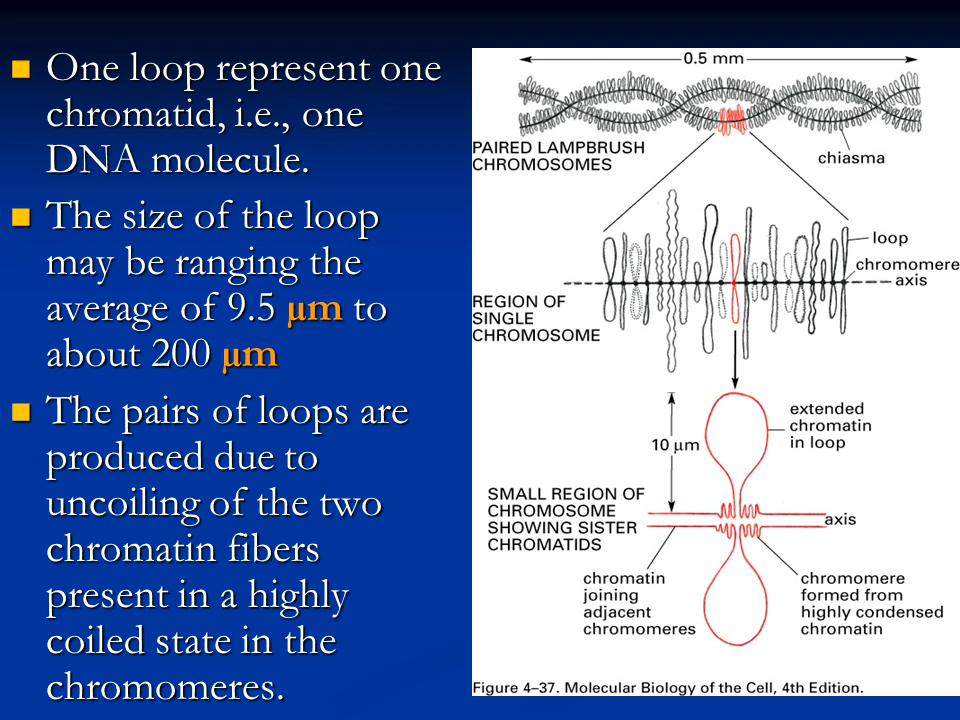 One loop represent one
chromatid, i.e., one
DNA molecule.
The size of the loop
may be ranging the
average of 9.5 µm to
about 200 µm
The pairs of loops are
produced due to
uncoiling of the two
chromatin fibers
present in a highly
coiled state in the
chromomeres.
0.5 mm
PAIRED LAMPBRUSH
CHROMOSOMES
chiasma
loop
chromomere
axis
REGION OF
SINGLE
CHROMOSOME
extended
chromatin
in loop
10 µm
SMALL REGION OF
CHROMOSOME
SHOWING SISTER
CHROMATIDS
axis
chromatin
joining
adjacent
chromomeres
chromomere
formed from
highly condensed
chromatin
Figure 4–37. Molecular Biology of the Cell, 4th Edition.